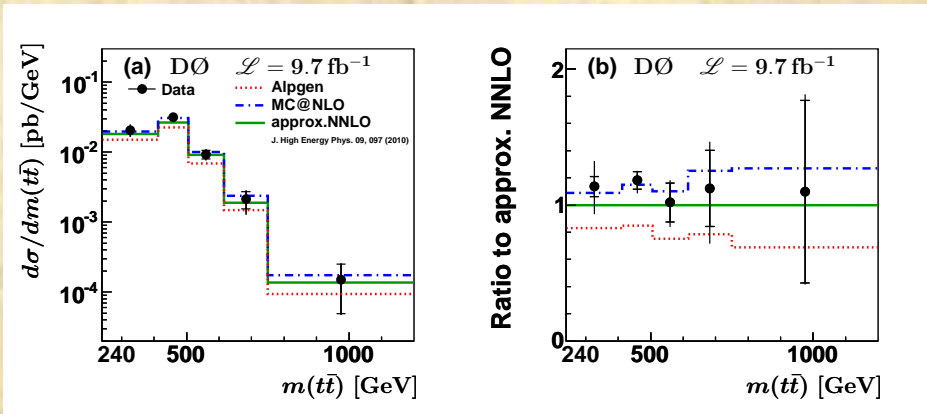 (a) DØ ℒ = 9.7 fb⁻¹
Data
Alpgen
MC@NLO
approx.NNLO
J. High Energy Phys. 09, 097 (2010)
dσ/dm(tt̄) [pb/GeV]
10⁻¹
10⁻²
10⁻³
10⁻⁴
240 500 1000
m(tt̄) [GeV]
(b) DØ ℒ = 9.7 fb⁻¹
Ratio to approx. NNLO
2
1
0
240 500 1000
m(tt̄) [GeV]